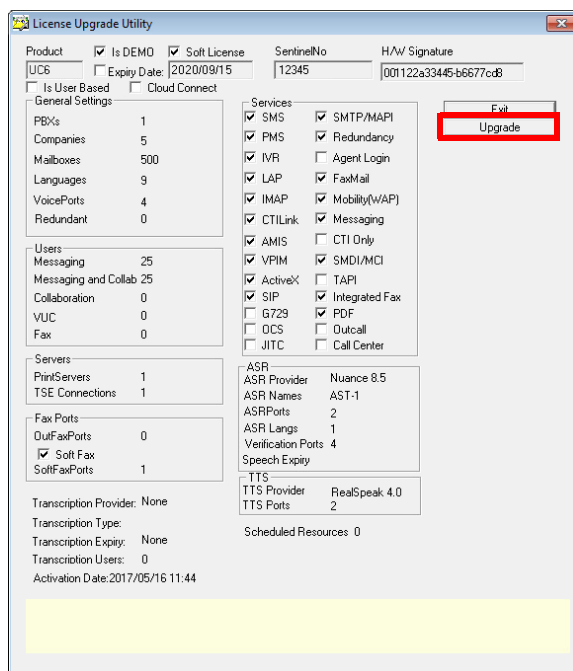 License Upgrade Utility
Product
Is DEMO
Soft License
SentinelNo
H/W Signature
UC6
Expiry Date:
2020/09/15
12345
001122a33445-b6677cd8
Is User Based
Cloud Connect
General Settings
PBXs 1
Companies 5
Mailboxes 500
Languages 9
VoicePorts 4
Redundant 0
Users
Messaging 25
Messaging and Collab 25
Collaboration 0
VUC 0
Fax 0
Servers
PrintServers 1
TSE Connections 1
Fax Ports
OutFaxPorts 0
Soft Fax
SoftFaxPorts 1
Transcription Provider: None
Transcription Type:
Transcription Expiry: None
Transcription Users: 0
Activation Date:2017/05/16 11:44
Services
SMS SMTP/MAPI
PMS Redundancy
IVR Agent Login
LAP FaxMail
IMAP Mobility(WAP)
CTILink Messaging
AMIS CTI Only
VPIM SMDI/MCI
ActiveX TAPI
SIP Integrated Fax
G729 PDF
OCS Outcall
JITC Call Center
ASR
ASR Provider Nuance 8.5
ASR Names AST-1
ASRPorts 2
ASR Langs 1
Verification Ports 4
Speech Expiry
TTS
TTS Provider RealSpeak 4.0
TTS Ports 2
Scheduled Resources 0
Exit
Upgrade